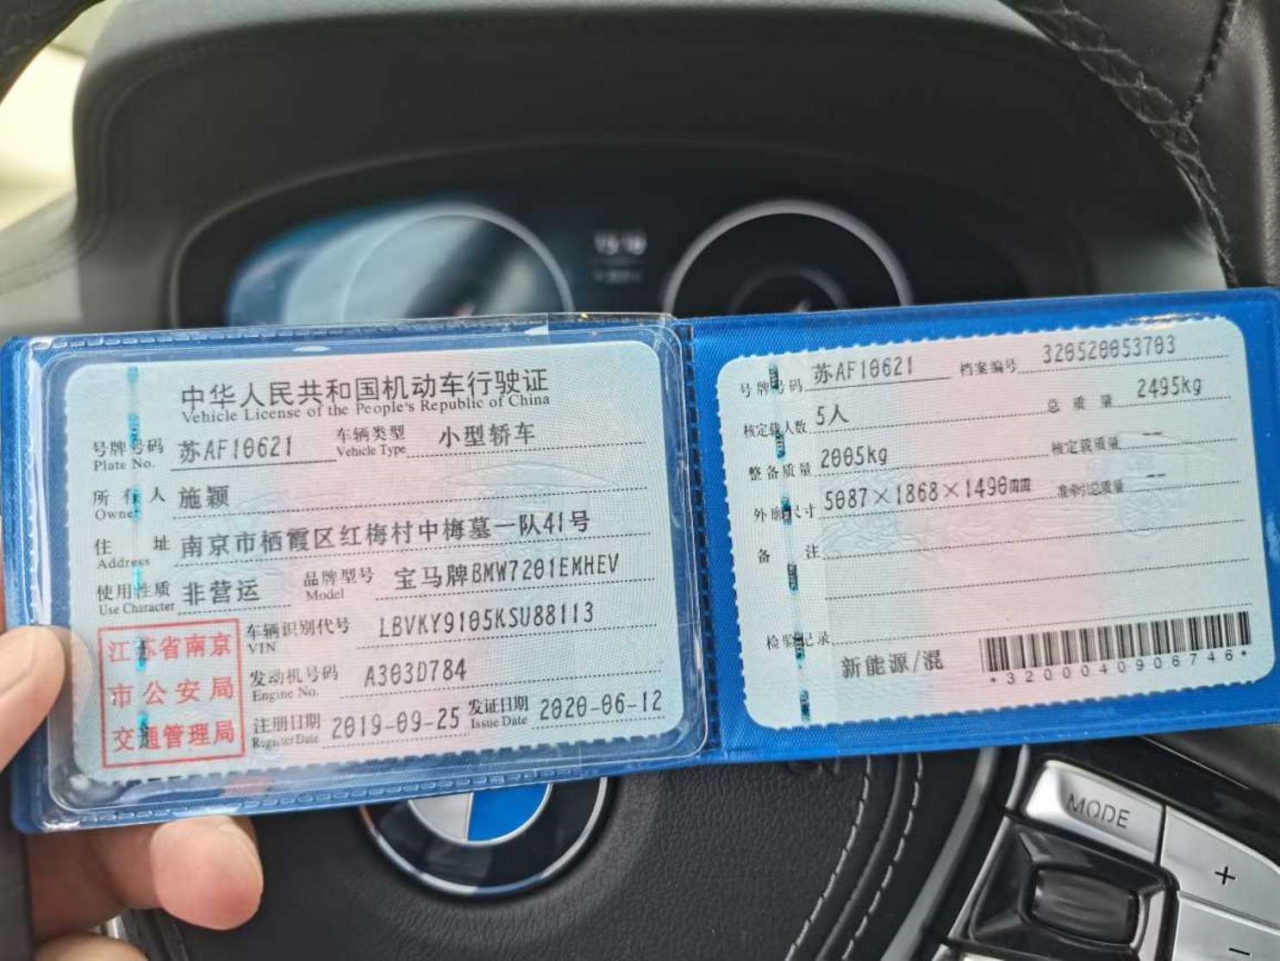 中华人民共和国机动车行驶证
Vehicle License of the People's Republic of China
号牌号码 苏AF10621 车辆类型 小型轿车
Plate No. Vehicle Type
所有人 施颖
Owner
住址 南京市栖霞区红梅村中梅墓一队41号
Address
使用性质 非营运 品牌型号 宝马牌BMW7201EMHEV
Use Character Model
江苏省南京
市公安局
交通管理局
车辆识别代号 LBVKY9105KSU88113
VIN
发动机号码 A303D784
Engine No.
注册日期 2019-09-25 发证日期 2020-06-12
Register Date Issue Date
号牌号码 苏AF10621 档案编号 320520053703
核定载人数 5人 总质量 2495kg
整备质量 2005kg 核定载质量 --
外廓尺寸 5087×1868×1490mm 准牵引总质量 --
备注
检验记录
新能源/混
*3200040906746*
MODE
+
-